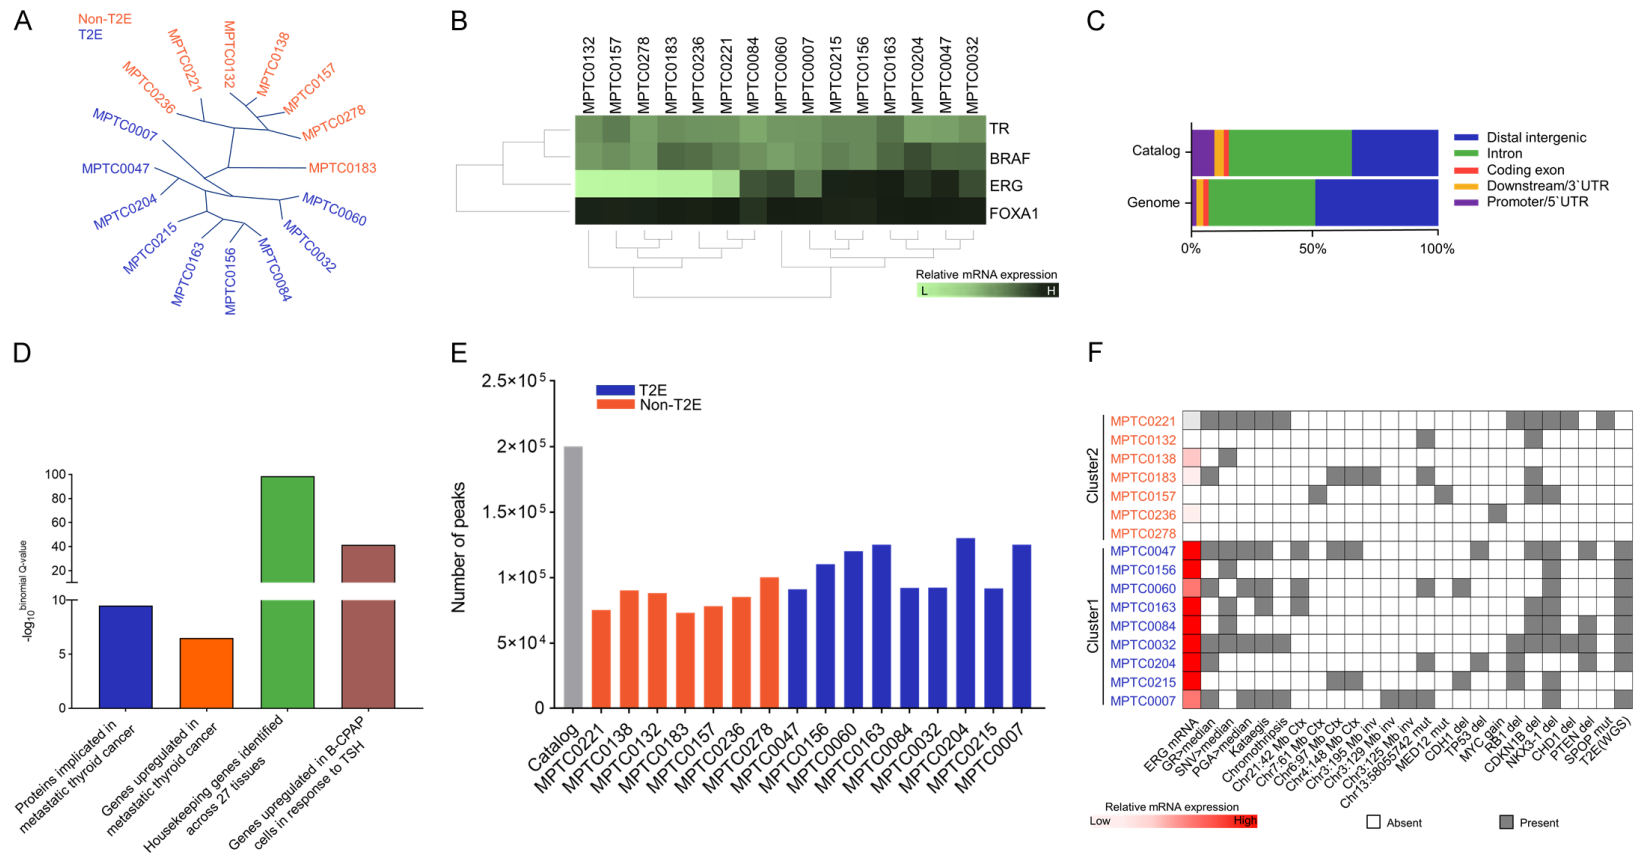 A
Non-T2E
T2E
MPTC0236
MPTC0221
MPTC0132
MPTC0138
MPTC0157
MPTC0278
MPTC0183
MPTC0007
MPTC0047
MPTC0204
MPTC0215
MPTC0163
MPTC0156
MPTC0084
MPTC0032
MPTC0060
B
MPTC0132
MPTC0157
MPTC0278
MPTC0183
MPTC0236
MPTC0221
MPTC0084
MPTC0060
MPTC0007
MPTC0215
MPTC0156
MPTC0163
MPTC0204
MPTC0047
MPTC0032
TR
BRAF
ERG
FOXA1
Relative mRNA expression
L H
C
Catalog
Genome
0% 50% 100%
Distal intergenic
Intron
Coding exon
Downstream/3`UTR
Promoter/5`UTR
D
-log10 binomial Q-value
100
80
60
40
20
10
5
0
Proteins implicated in
metastatic thyroid cancer
Genes upregulated in
metastatic thyroid cancer
Housekeeping genes identified
across 27 tissues
Genes upregulated in B-CPAP
cells in response to TSH
E
Number of peaks
2.5×10⁵
2×10⁵
1.5×10⁵
1×10⁵
5×10⁴
0
T2E
Non-T2E
Catalog
MPTC0221
MPTC0138
MPTC0132
MPTC0183
MPTC0157
MPTC0236
MPTC0278
MPTC0047
MPTC0156
MPTC0060
MPTC0163
MPTC0084
MPTC0032
MPTC0204
MPTC0215
MPTC0007
F
Cluster2
MPTC0221
MPTC0132
MPTC0138
MPTC0183
MPTC0157
MPTC0236
MPTC0278
Cluster1
MPTC0047
MPTC0156
MPTC0060
MPTC0163
MPTC0084
MPTC0032
MPTC0204
MPTC0215
MPTC0007
ERG mRNA
GR>median
SNV>median
PGA>median
Kataegis
Chromothripsis
Chr21:42 Mb Ctx
Chr7:61 Mb Ctx
Chr6:97 Mb Ctx
Chr4:148 Mb Ctx
Chr3:195 Mb inv
Chr3:129 Mb inv
Chr3:125 Mb inv
Chr13:58055742 mut
MED12 mut
CDH1 del
TP53 del
MYC gain
RB1 del
CDKN1B del
NKX3-1 del
CHD1 del
PTEN del
SPOP mut
T2E(WGS)
Relative mRNA expression
Low High
Absent
Present